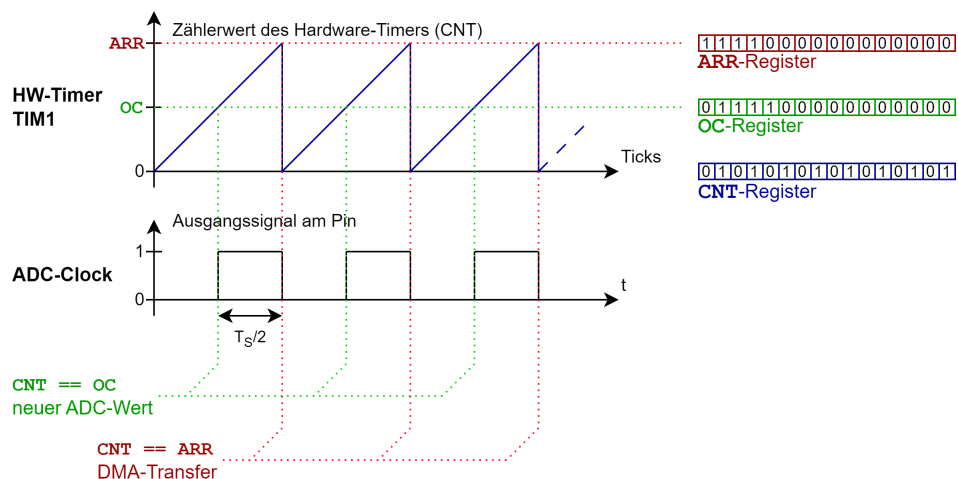 Zählerwert des Hardware-Timers (CNT)
ARR
1111000000000000
ARR-Register
HW-Timer
TIM1
OC
0111100000000000
OC-Register
Ticks
0
0101010101010101
CNT-Register
Ausgangssignal am Pin
1
ADC-Clock
t
0
TS/2
CNT == OC
neuer ADC-Wert
CNT == ARR
DMA-Transfer